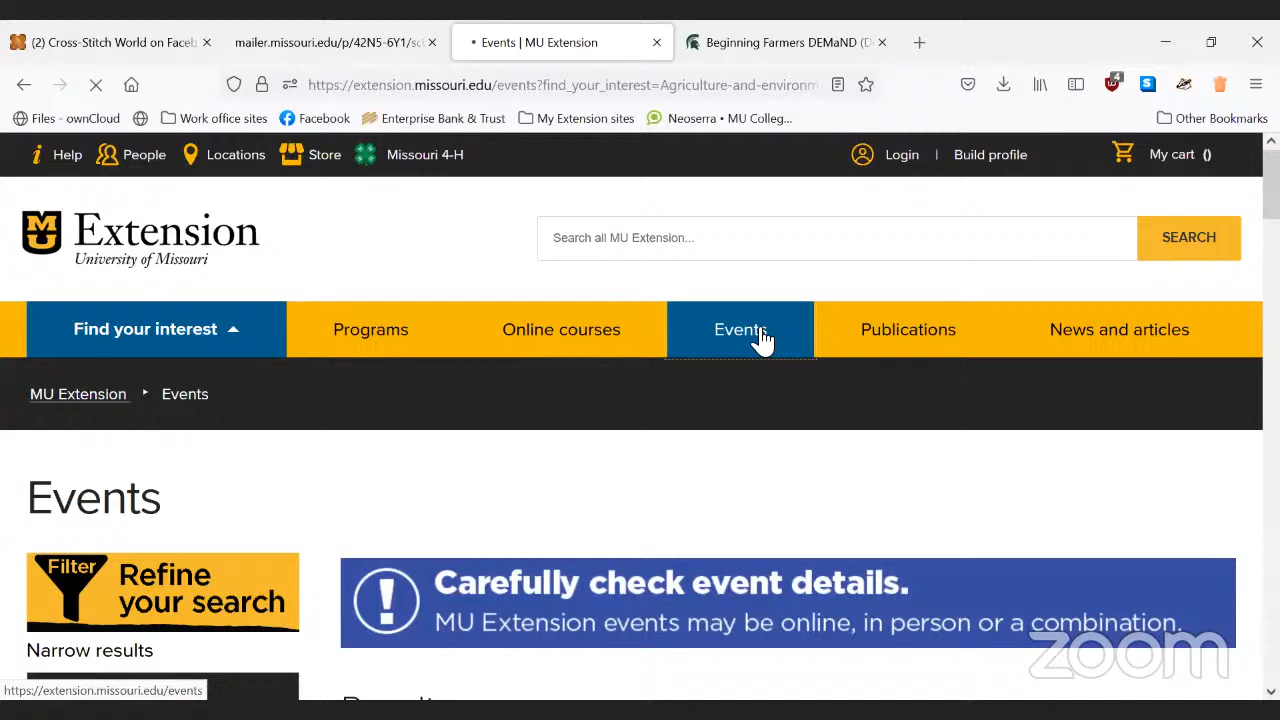 (2) Cross-Stitch World on Faceb
mailer.missouri.edu/p/42N5-6Y1/sct
Events | MU Extension
Beginning Farmers DEMaND (D
https://extension.missouri.edu/events?find_your_interest=Agriculture-and-environm
4
S
Files - ownCloud
Work office sites
Facebook
Enterprise Bank & Trust
My Extension sites
Neoserra • MU Colleg...
Other Bookmarks
Help
People
Locations
Store
Missouri 4-H
Login | Build profile
My cart ()
MU
Extension
University of Missouri
Search all MU Extension...
SEARCH
Find your interest
Programs
Online courses
Events
Publications
News and articles
MU Extension
Events
Events
Filter
Refine
your search
Carefully check event details.
MU Extension events may be online, in person or a combination.
Narrow results
zoom
https://extension.missouri.edu/events